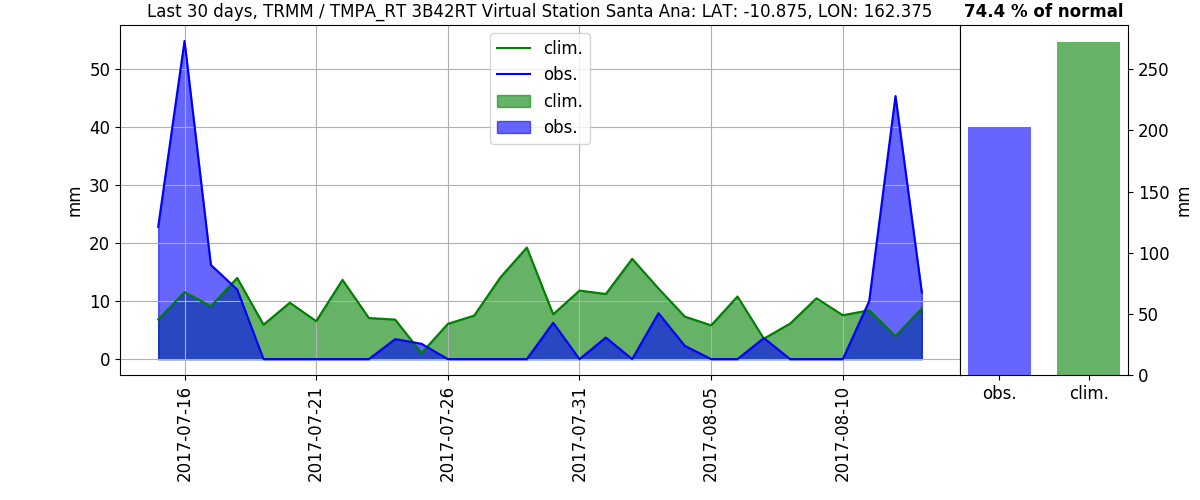 Last 30 days, TRMM / TMPA_RT 3B42RT Virtual Station Santa Ana: LAT: -10.875, LON: 162.375
74.4 % of normal
clim.
obs.
clim.
obs.
50
40
30
20
10
0
mm
2017-07-16
2017-07-21
2017-07-26
2017-07-31
2017-08-05
2017-08-10
250
200
150
100
50
0
mm
obs.
clim.